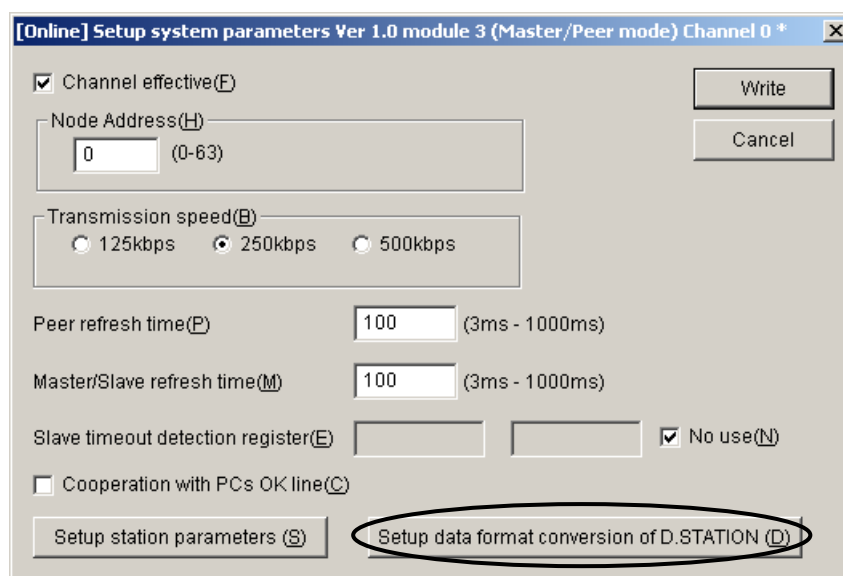 [Online] Setup system parameters Ver 1.0 module 3 (Master/Peer mode) Channel 0 *
Channel effective(F)
Write
Node Address(H)
0 (0-63)
Cancel
Transmission speed(B)
125kbps 250kbps 500kbps
Peer refresh time(P) 100 (3ms - 1000ms)
Master/Slave refresh time(M) 100 (3ms - 1000ms)
Slave timeout detection register(E) No use(N)
Cooperation with PCs OK line(C)
Setup station parameters (S) Setup data format conversion of D.STATION (D)